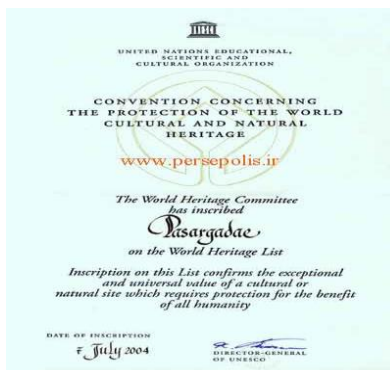 UNITED NATIONS EDUCATIONAL,
SCIENTIFIC AND
CULTURAL ORGANIZATION
CONVENTION CONCERNING
THE PROTECTION OF THE WORLD
CULTURAL AND NATURAL
HERITAGE
www.persepolis.ir
The World Heritage Committee
has inscribed
Pasargadae
on the World Heritage List
Inscription on this List confirms the exceptional
and universal value of a cultural or
natural site which requires protection for the benefit
of all humanity
DATE OF INSCRIPTION
July 2004
DIRECTOR-GENERAL
OF UNESCO